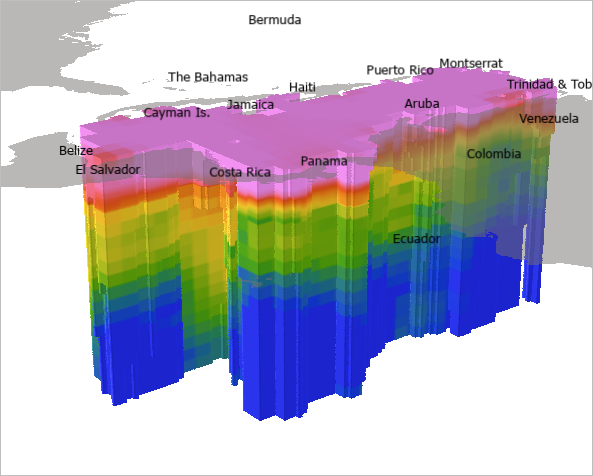 Bermuda
The Bahamas
Haiti
Puerto Rico
Montserrat
Trinidad & Tob
Cayman Is.
Jamaica
Aruba
Venezuela
Belize
El Salvador
Costa Rica
Panama
Colombia
Ecuador